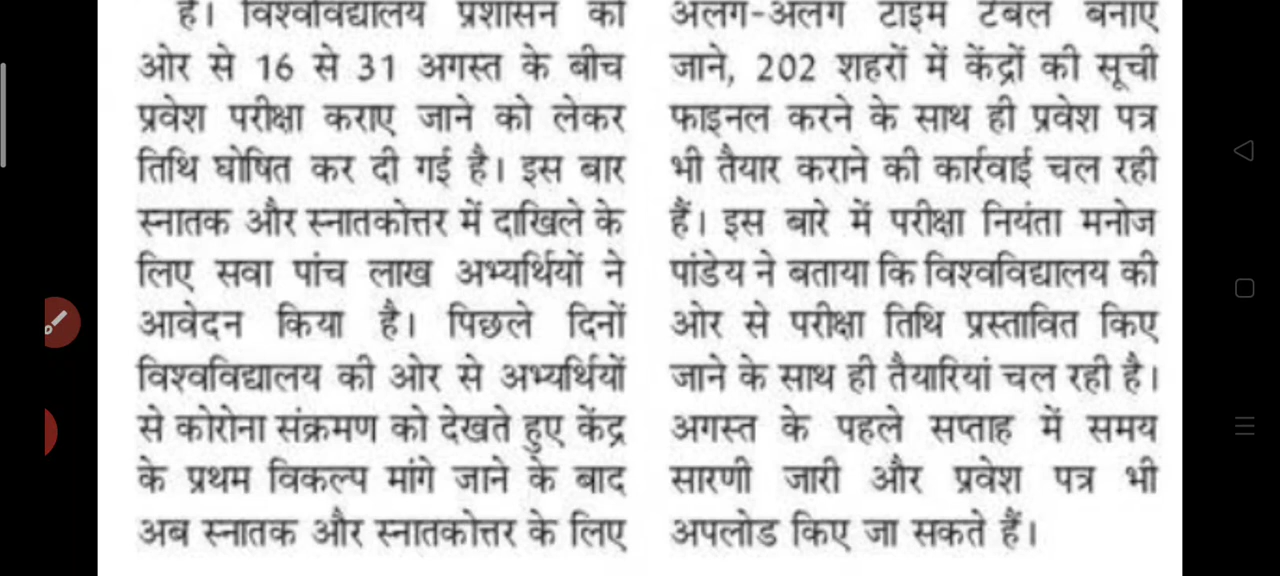 है। विश्वविद्यालय प्रशासन की
ओर से 16 से 31 अगस्त के बीच
प्रवेश परीक्षा कराए जाने को लेकर
तिथि घोषित कर दी गई है। इस बार
स्नातक और स्नातकोत्तर में दाखिले के
लिए सवा पांच लाख अभ्यर्थियों ने
आवेदन किया है। पिछले दिनों
विश्वविद्यालय की ओर से अभ्यर्थियों
से कोरोना संक्रमण को देखते हुए केंद्र
के प्रथम विकल्प मांगे जाने के बाद
अब स्नातक और स्नातकोत्तर के लिए
अलग-अलग टाइम टेबल बनाए
जाने, 202 शहरों में केंद्रों की सूची
फाइनल करने के साथ ही प्रवेश पत्र
भी तैयार कराने की कार्रवाई चल रही
हैं। इस बारे में परीक्षा नियंता मनोज
पांडेय ने बताया कि विश्वविद्यालय की
ओर से परीक्षा तिथि प्रस्तावित किए
जाने के साथ ही तैयारियां चल रही है।
अगस्त के पहले सप्ताह में समय
सारणी जारी और प्रवेश पत्र भी
अपलोड किए जा सकते हैं।